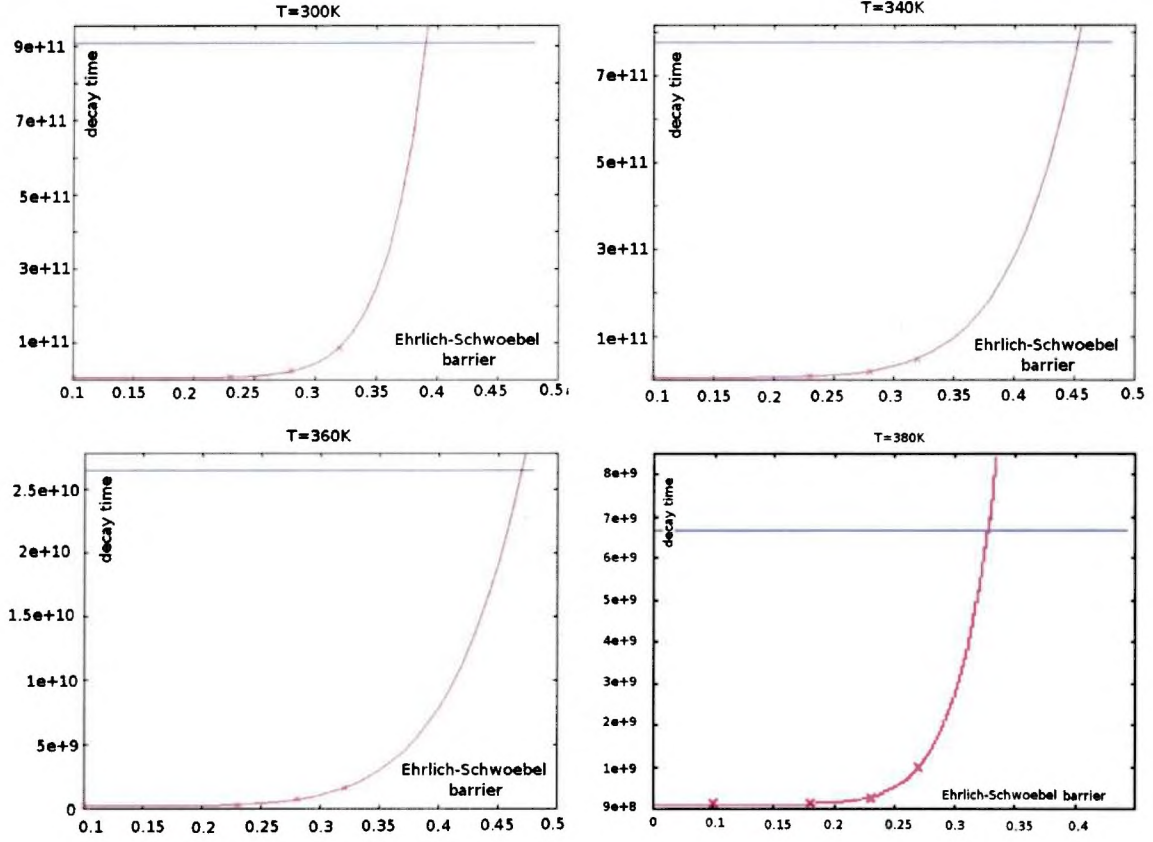 T=300K
9e+11
7e+11
5e+11
3e+11
1e+11
decay time
Ehrlich-Schwoebel
barrier
0.1 0.15 0.2 0.25 0.3 0.35 0.4 0.45 0.5
T=340K
7e+11
5e+11
3e+11
1e+11
decay time
Ehrlich-Schwoebel
barrier
0.1 0.15 0.2 0.25 0.3 0.35 0.4 0.45 0.5
T=360K
2.5e+10
2e+10
1.5e+10
1e+10
5e+9
0
decay time
Ehrlich-Schwoebel
barrier
0.1 0.15 0.2 0.25 0.3 0.35 0.4 0.45 0.5
T=380K
8e+9
7e+9
6e+9
5e+9
4e+9
3e+9
2e+9
1e+9
9e+8
decay time
Ehrlich-Schwoebel barrier
0 0.1 0.15 0.2 0.25 0.3 0.35 0.4